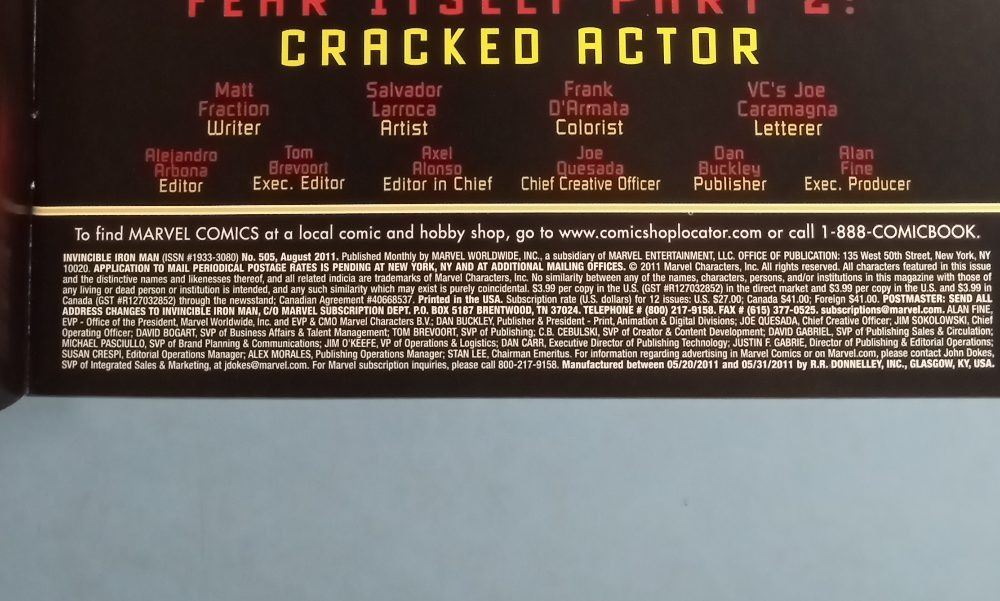 FEAR ITSELF PART 2:
CRACKED ACTOR
Matt Fraction Writer
Salvador Larroca Artist
Frank D'Armata Colorist
VC's Joe Caramagna Letterer
Alejandro Arbona Editor
Tom Brevoort Exec. Editor
Axel Alonso Editor in Chief
Joe Quesada Chief Creative Officer
Dan Buckley Publisher
Alan Fine Exec. Producer
To find MARVEL COMICS at a local comic and hobby shop, go to www.comicshoplocator.com or call 1-888-COMICBOOK.
INVINCIBLE IRON MAN (ISSN #1933-3080) No. 505, August 2011. Published Monthly by MARVEL WORLDWIDE, INC., a subsidiary of MARVEL ENTERTAINMENT, LLC. OFFICE OF PUBLICATION: 135 West 50th Street, New York, NY
10020. APPLICATION TO MAIL PERIODICAL POSTAGE RATES IS PENDING AT NEW YORK, NY AND AT ADDITIONAL MAILING OFFICES. © 2011 Marvel Characters, Inc. All rights reserved. All characters featured in this issue
and the distinctive names and likenesses thereof, and all related indicia are trademarks of Marvel Characters, Inc. No similarity between any of the names, characters, persons, and/or institutions in this magazine with those of
any living or dead person or institution is intended, and any such similarity which may exist is purely coincidental. $3.99 per copy in the U.S. (GST #R127032852) in the direct market and $3.99 per copy in the U.S. and $3.99 in
Canada (GST #R127032852) through the newsstand; Canadian Agreement #40668537. Printed in the USA. Subscription rate (U.S. dollars) for 12 issues: U.S. $27.00; Canada $41.00; Foreign $41.00. POSTMASTER: SEND ALL
ADDRESS CHANGES TO INVINCIBLE IRON MAN, C/O MARVEL SUBSCRIPTION DEPT. P.O. BOX 5187 BRENTWOOD, TN 37024. TELEPHONE # (800) 217-9158. FAX # (615) 377-0525. subscriptions@marvel.com. ALAN FINE,
EVP - Office of the President, Marvel Worldwide, Inc. and EVP & CMO Marvel Characters B.V.; DAN BUCKLEY, Publisher & President - Print, Animation & Digital Divisions; JOE QUESADA, Chief Creative Officer; JIM SOKOLOWSKI, Chief
Operating Officer; DAVID BOGART, SVP of Business Affairs & Talent Management; TOM BREVOORT, SVP of Publishing; C.B. CEBULSKI, SVP of Creator & Content Development; DAVID GABRIEL, SVP of Publishing Sales & Circulation;
MICHAEL PASCIULLO, SVP of Brand Planning & Communications; JIM O'KEEFE, VP of Operations & Logistics; DAN CARR, Executive Director of Publishing Technology; JUSTIN F. GABRIE, Director of Publishing & Editorial Operations;
SUSAN CRESPI, Editorial Operations Manager; ALEX MORALES, Publishing Operations Manager; STAN LEE, Chairman Emeritus. For information regarding advertising in Marvel Comics or on Marvel.com, please contact John Dokes,
SVP of Integrated Sales & Marketing, at jdokes@marvel.com. For Marvel subscription inquiries, please call 800-217-9158. Manufactured between 05/20/2011 and 05/31/2011 by R.R. DONNELLEY, INC., GLASGOW, KY, USA.